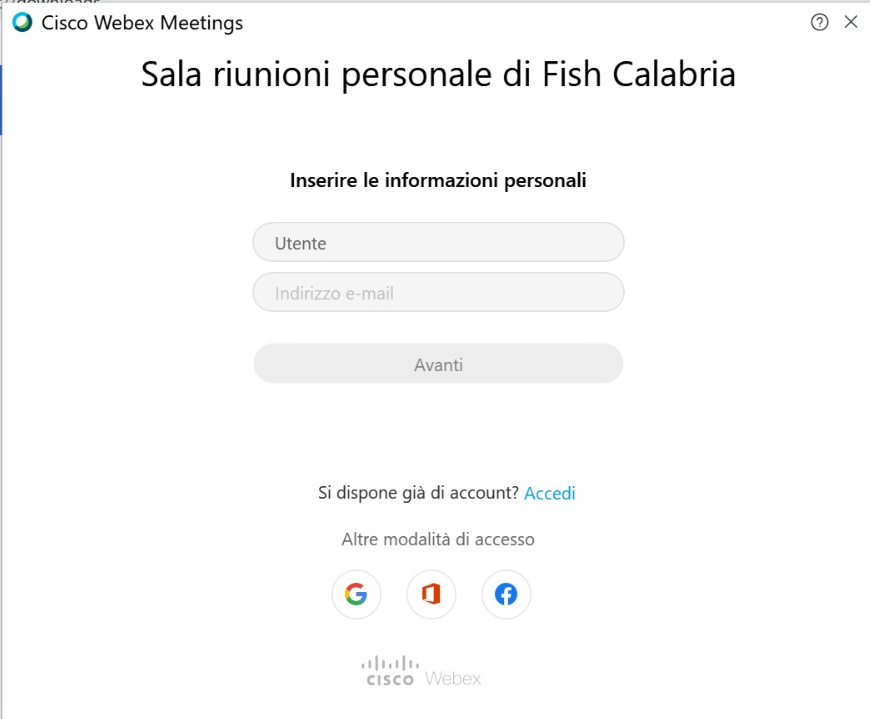 Cisco Webex Meetings
Sala riunioni personale di Fish Calabria
Inserire le informazioni personali
Utente
Indirizzo e-mail
Avanti
Si dispone già di account? Accedi
Altre modalità di accesso
cisco Webex